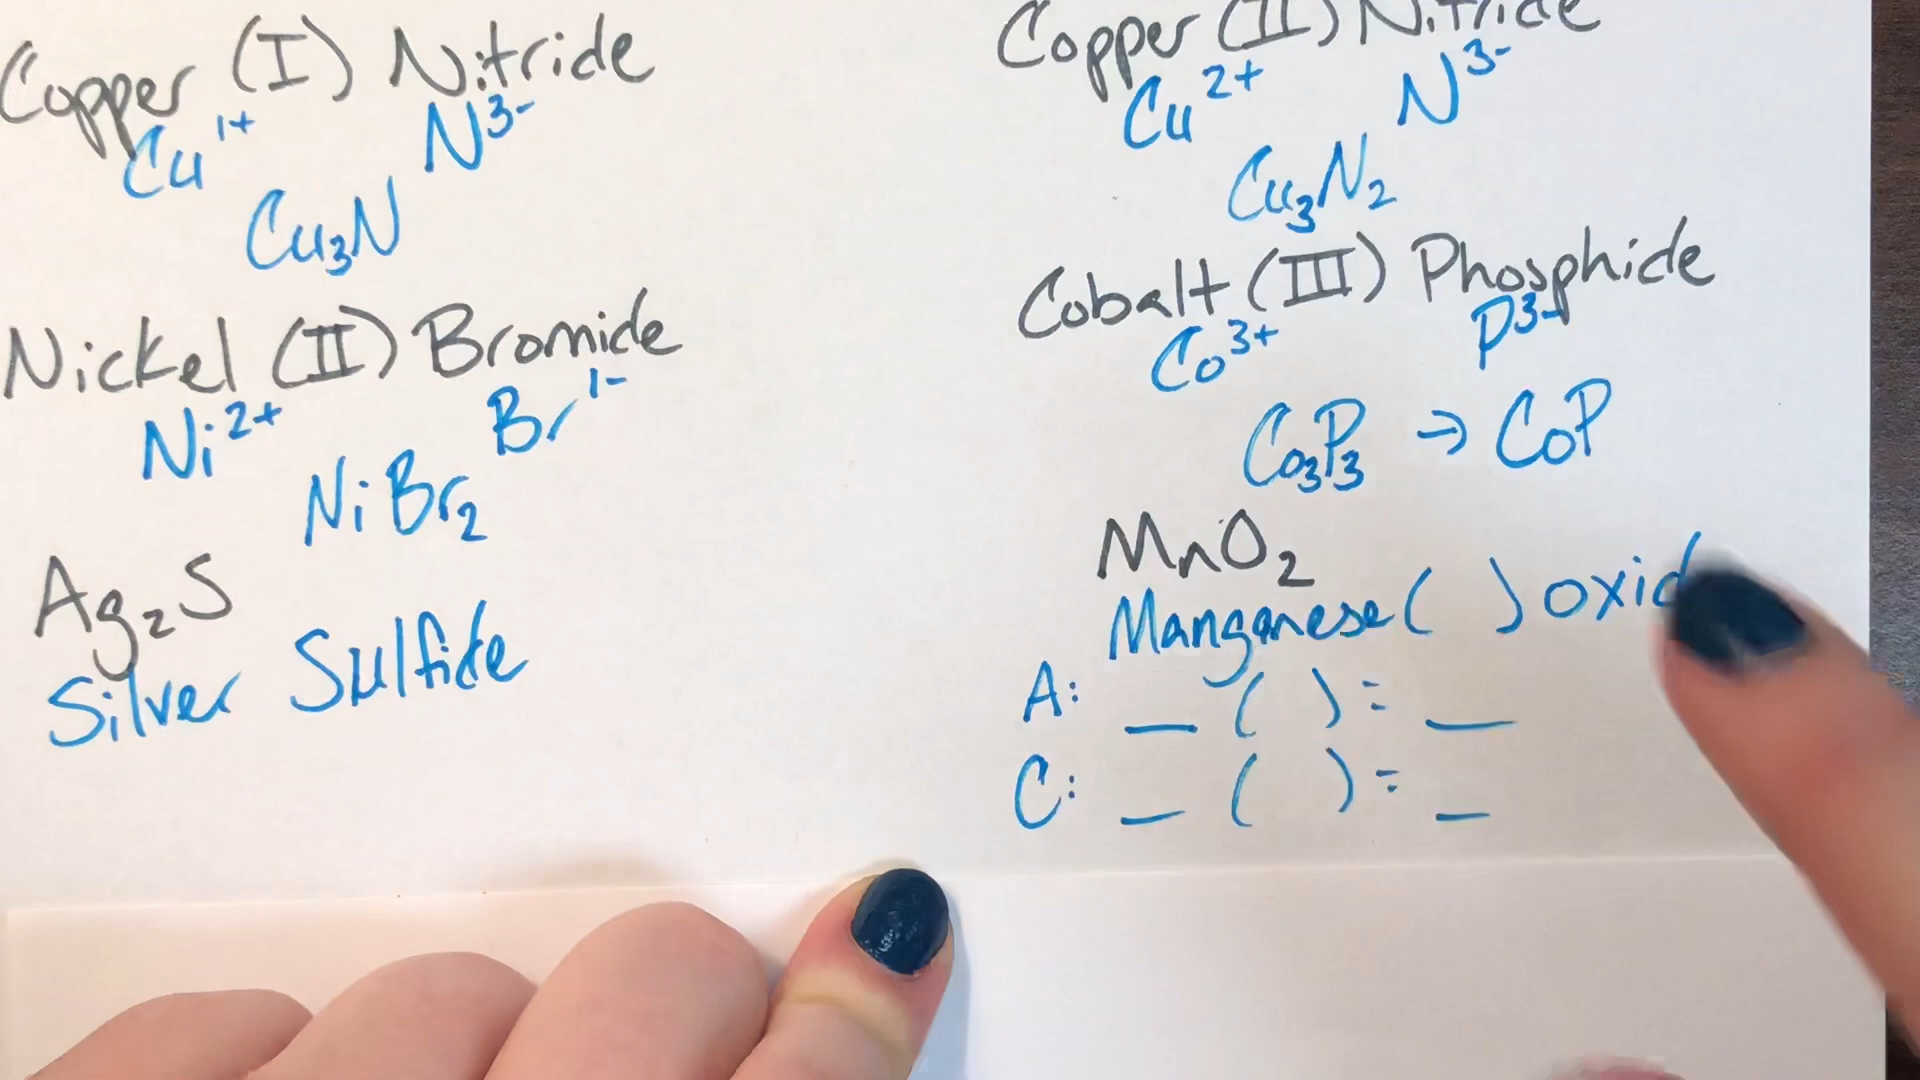 Copper (I) Nitride
Cu¹⁺ N³⁻
Cu₃N
Nickel (II) Bromide
Ni²⁺ Br¹⁻
NiBr₂
Ag₂S
Silver Sulfide
Copper (II) Nitride
Cu²⁺ N³⁻
Cu₃N₂
Cobalt (III) Phosphide
Co³⁺ P³⁻
Co₃P₃ → CoP
MnO₂
Manganese ( ) oxid
A: _ ( ) = _
C: _ ( ) = _